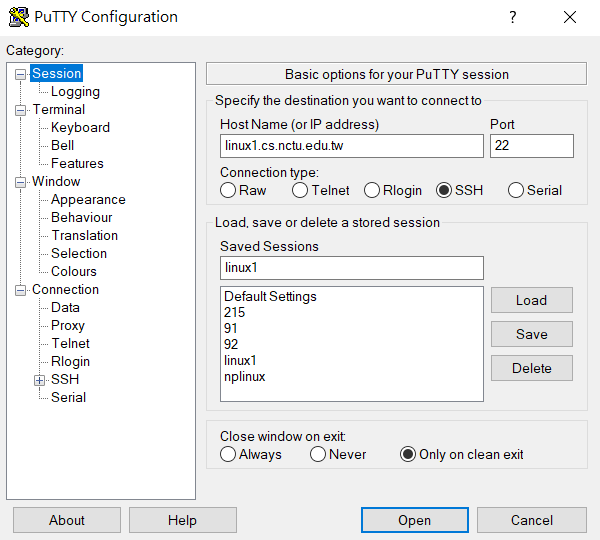 PuTTY Configuration
?
Category:
Session
Logging
Terminal
Keyboard
Bell
Features
Window
Appearance
Behaviour
Translation
Selection
Colours
Connection
Data
Proxy
Telnet
Rlogin
SSH
Serial
Basic options for your PuTTY session
Specify the destination you want to connect to
Host Name (or IP address) Port
linux1.cs.nctu.edu.tw 22
Connection type:
Raw Telnet Rlogin SSH Serial
Load, save or delete a stored session
Saved Sessions
linux1
Default Settings
215
91
92
linux1
nplinux
Load
Save
Delete
Close window on exit:
Always Never Only on clean exit
About Help Open Cancel